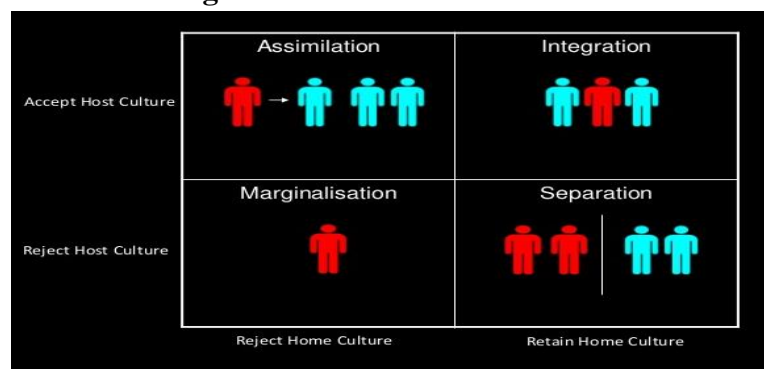 Assimilation
Integration
Accept Host Culture
Marginalisation
Separation
Reject Host Culture
Reject Home Culture
Retain Home Culture